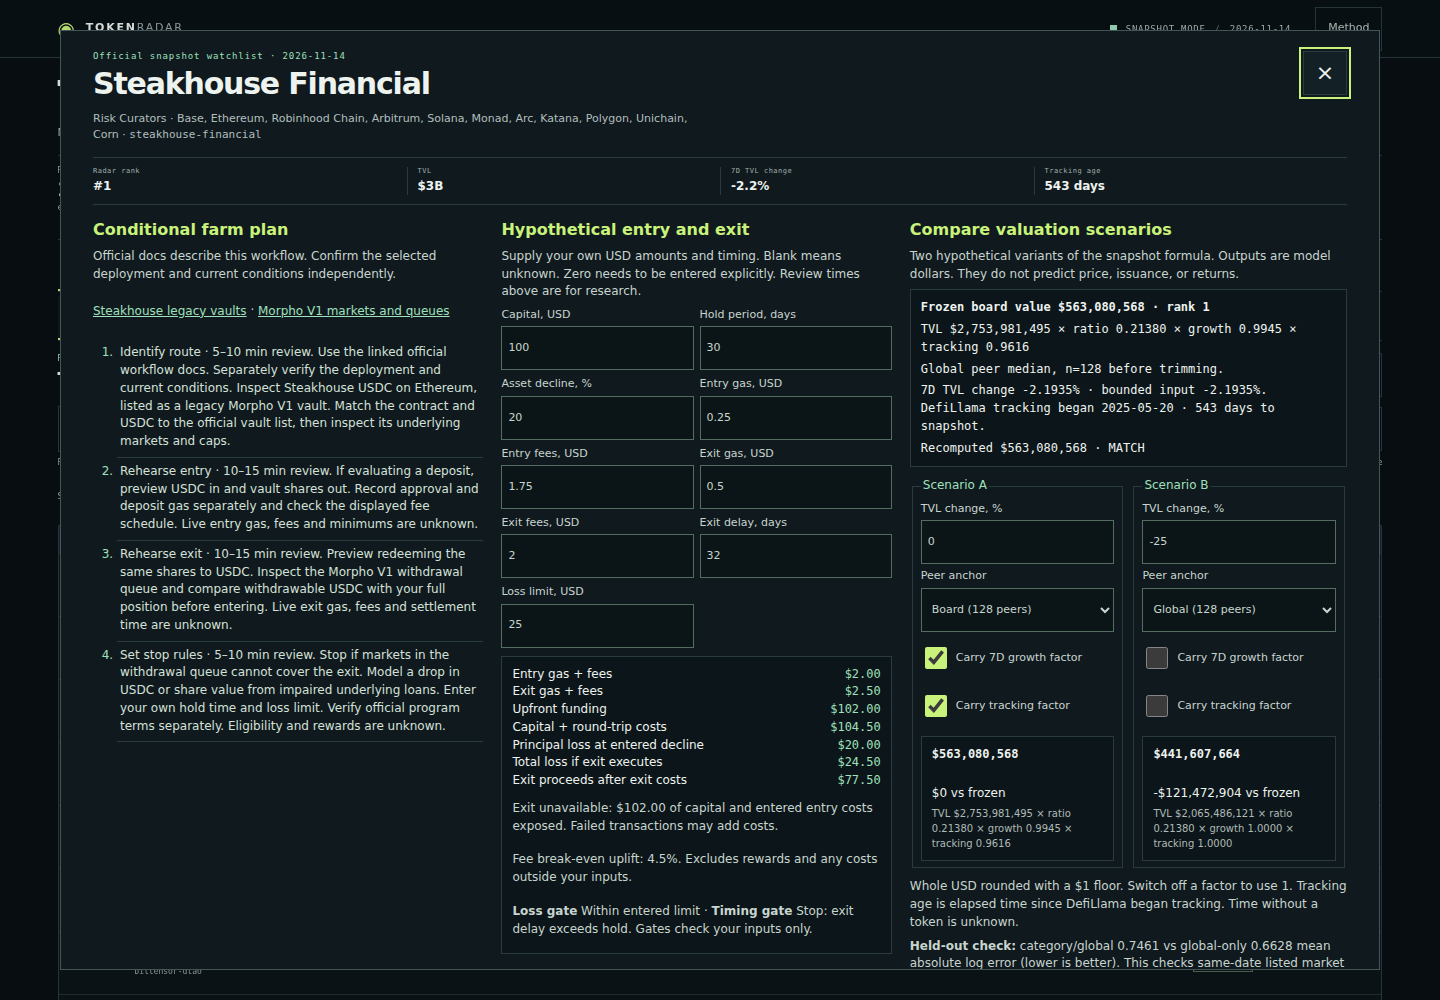 TOKENRADAR
SNAPSHOT MODE / 2026-11-14
Method
Official snapshot watchlist · 2026-11-14
Steakhouse Financial
×
Risk Curators · Base, Ethereum, Robinhood Chain, Arbitrum, Solana, Monad, Arc, Katana, Polygon, Unichain,
Corn · steakhouse-financial
Radar rank
#1
TVL
$3B
7D TVL change
-2.2%
Tracking age
543 days
Conditional farm plan
Official docs describe this workflow. Confirm the selected
deployment and current conditions independently.
Steakhouse legacy vaults · Morpho V1 markets and queues
1. Identify route · 5–10 min review. Use the linked official
workflow docs. Separately verify the deployment and
current conditions. Inspect Steakhouse USDC on Ethereum,
listed as a legacy Morpho V1 vault. Match the contract and
USDC to the official vault list, then inspect its underlying
markets and caps.
2. Rehearse entry · 10–15 min review. If evaluating a deposit,
preview USDC in and vault shares out. Record approval and
deposit gas separately and check the displayed fee
schedule. Live entry gas, fees and minimums are unknown.
3. Rehearse exit · 10–15 min review. Preview redeeming the
same shares to USDC. Inspect the Morpho V1 withdrawal
queue and compare withdrawable USDC with your full
position before entering. Live exit gas, fees and settlement
time are unknown.
4. Set stop rules · 5–10 min review. Stop if markets in the
withdrawal queue cannot cover the exit. Model a drop in
USDC or share value from impaired underlying loans. Enter
your own hold time and loss limit. Verify official program
terms separately. Eligibility and rewards are unknown.
Hypothetical entry and exit
Supply your own USD amounts and timing. Blank means
unknown. Zero needs to be entered explicitly. Review times
above are for research.
Capital, USD
100
Hold period, days
30
Asset decline, %
20
Entry gas, USD
0.25
Entry fees, USD
1.75
Exit gas, USD
0.5
Exit fees, USD
2
Exit delay, days
32
Loss limit, USD
25
Entry gas + fees $2.00
Exit gas + fees $2.50
Upfront funding $102.00
Capital + round-trip costs $104.50
Principal loss at entered decline $20.00
Total loss if exit executes $24.50
Exit proceeds after exit costs $77.50
Exit unavailable: $102.00 of capital and entered entry costs
exposed. Failed transactions may add costs.
Fee break-even uplift: 4.5%. Excludes rewards and any costs
outside your inputs.
Loss gate Within entered limit · Timing gate Stop: exit
delay exceeds hold. Gates check your inputs only.
Compare valuation scenarios
Two hypothetical variants of the snapshot formula. Outputs are model
dollars. They do not predict price, issuance, or returns.
Frozen board value $563,080,568 · rank 1
TVL $2,753,981,495 × ratio 0.21380 × growth 0.9945 ×
tracking 0.9616
Global peer median, n=128 before trimming.
7D TVL change -2.1935% · bounded input -2.1935%.
DefiLlama tracking began 2025-05-20 · 543 days to
snapshot.
Recomputed $563,080,568 · MATCH
Scenario A
TVL change, %
0
Peer anchor
Board (128 peers)
Carry 7D growth factor
Carry tracking factor
$563,080,568
$0 vs frozen
TVL $2,753,981,495 × ratio
0.21380 × growth 0.9945 ×
tracking 0.9616
Scenario B
TVL change, %
-25
Peer anchor
Global (128 peers)
Carry 7D growth factor
Carry tracking factor
$441,607,664
-$121,472,904 vs frozen
TVL $2,065,486,121 × ratio
0.21380 × growth 1.0000 ×
tracking 1.0000
Whole USD rounded with a $1 floor. Switch off a factor to use 1. Tracking
age is elapsed time since DefiLlama began tracking. Time without a
token is unknown.
Held-out check: category/global 0.7461 vs global-only 0.6628 mean
absolute log error (lower is better). This checks same-date listed market